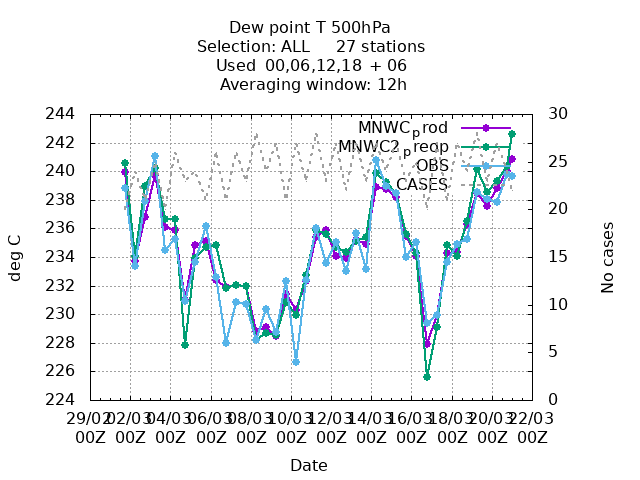 Dew point T 500hPa
Selection: ALL 27 stations
Used 00,06,12,18 + 06
Averaging window: 12h
244
242
240
238
236
234
232
230
228
226
224
deg C
30
25
20
15
10
5
0
No cases
MNWCprod
MNWC2preop
OBS
CASES
29/02 02/03 04/03 06/03 08/03 10/03 12/03 14/03 16/03 18/03 20/03 22/03
00Z 00Z 00Z 00Z 00Z 00Z 00Z 00Z 00Z 00Z 00Z 00Z
Date